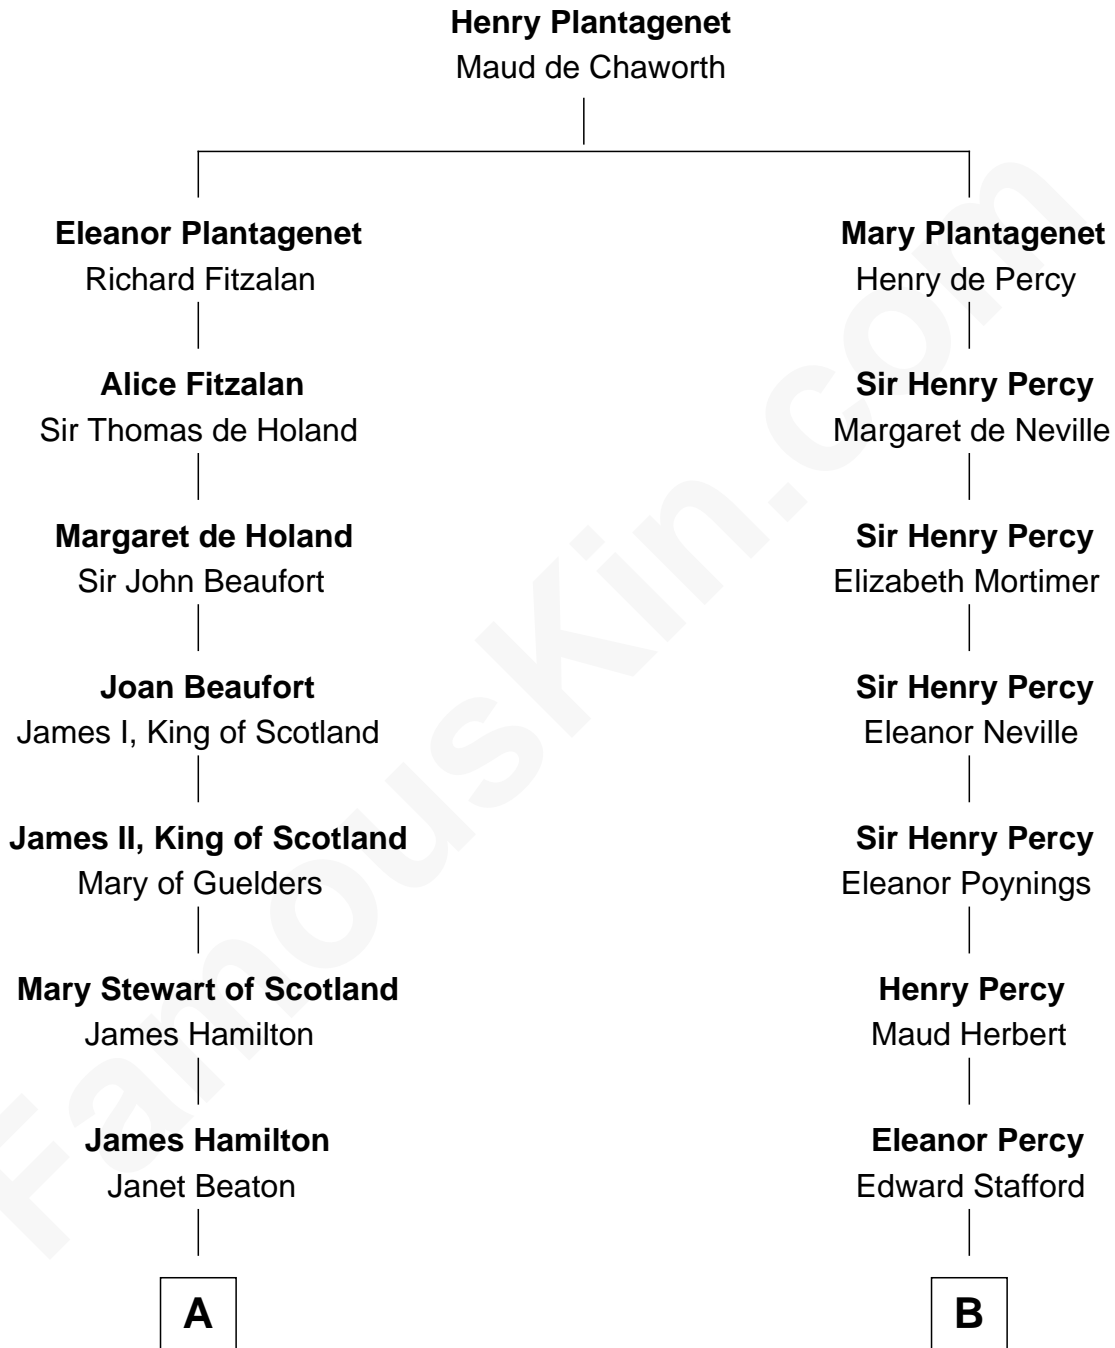 Henry Plantagenet
Maud de Chaworth
Eleanor Plantagenet
Richard Fitzalan
Mary Plantagenet
Henry de Percy
Alice Fitzalan
Sir Thomas de Holand
Sir Henry Percy
Margaret de Neville
Margaret de Holand
Sir John Beaufort
Sir Henry Percy
Elizabeth Mortimer
Joan Beaufort
James I, King of Scotland
Sir Henry Percy
Eleanor Neville
James II, King of Scotland
Mary of Guelders
Sir Henry Percy
Eleanor Poynings
Mary Stewart of Scotland
James Hamilton
Henry Percy
Maud Herbert
James Hamilton
Janet Beaton
Eleanor Percy
Edward Stafford
A
B
FamousKin.com